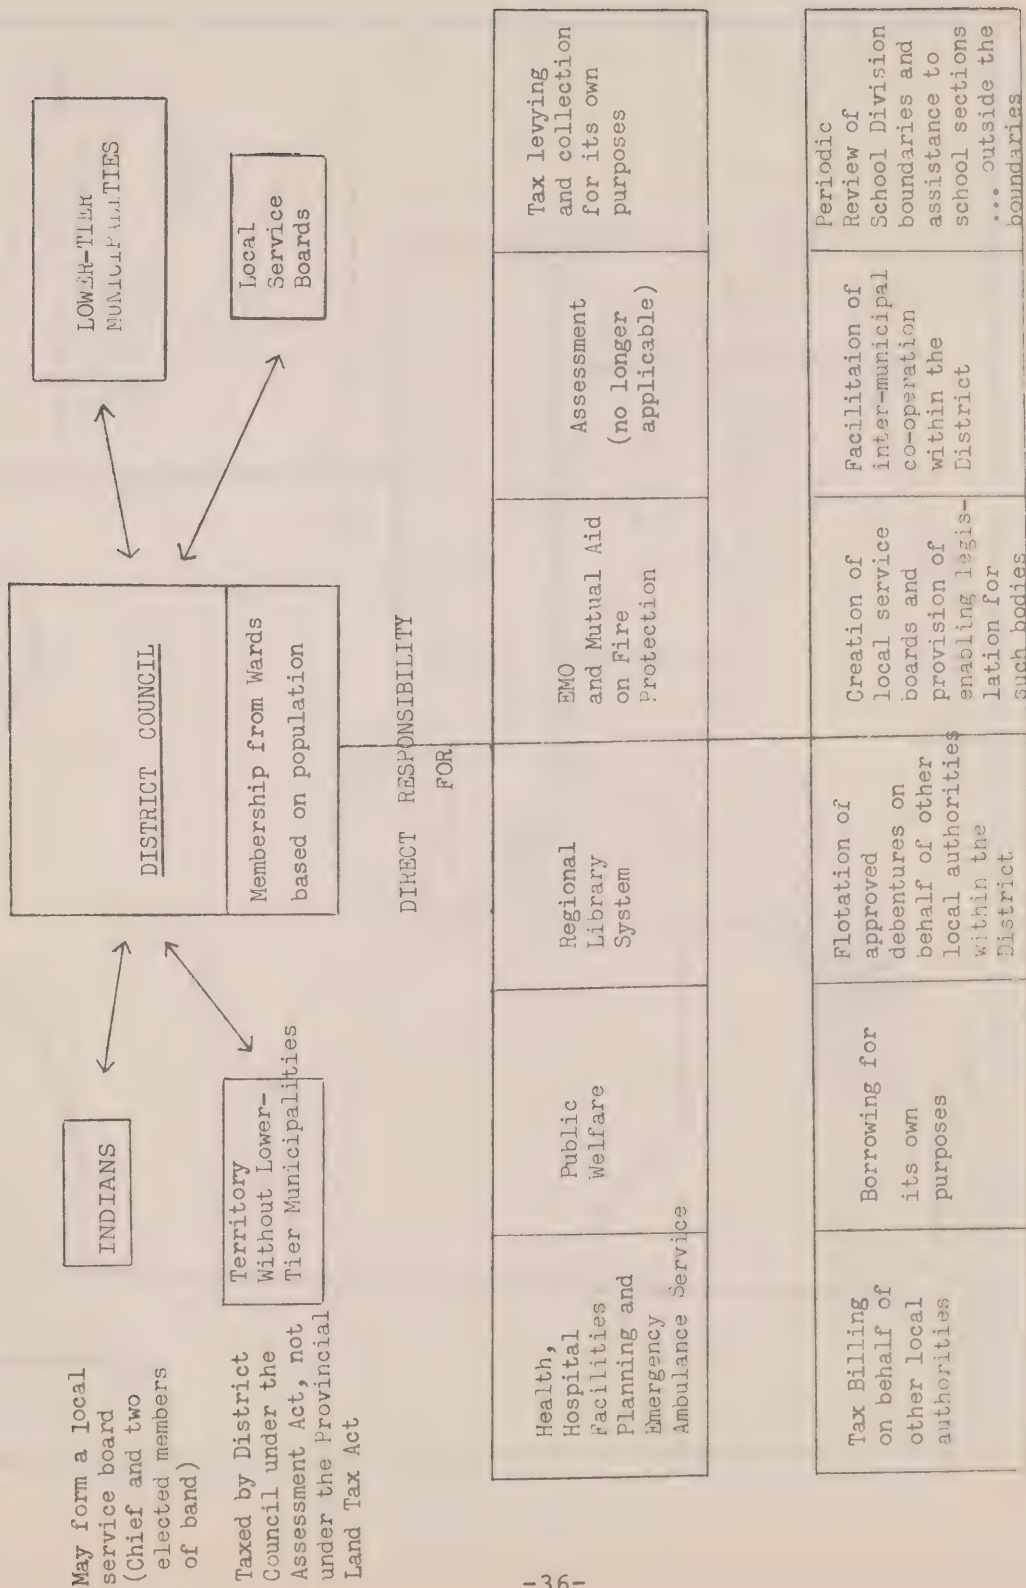 May form a local
service board
(Chief and two
elected members
of band)
INDIANS
DISTRICT COUNCIL
Membership from Wards
based on population
LOWER-TIER
MUNICIPALITIES
Local
Service
Boards
Territory
Without Lower-
Tier Municipalities
Taxed by District
Council under the
Assessment Act, not
under the Provincial
Land Tax Act
DIRECT RESPONSIBILITY
FOR
Health,
Hospital
Facilities
Planning and
Emergency
Ambulance Service
Public
Welfare
Regional
Library
System
EMO
and Mutual Aid
on Fire
Protection
Assessment
(no longer
applicable)
Tax levying
and collection
for its own
purposes
Tax Billing
on behalf of
other local
authorities
Borrowing for
its own
purposes
Flotation of
approved
debentures on
behalf of other
local authorities
within the
District
Creation of
local service
boards and
provision of
enabling legis-
lation for
such bodies
Facilitaion of
inter-municipal
co-operation
within the
District
Periodic
Review of
School Division
boundaries and
assistance to
school sections
... outside the
boundaries
-36-